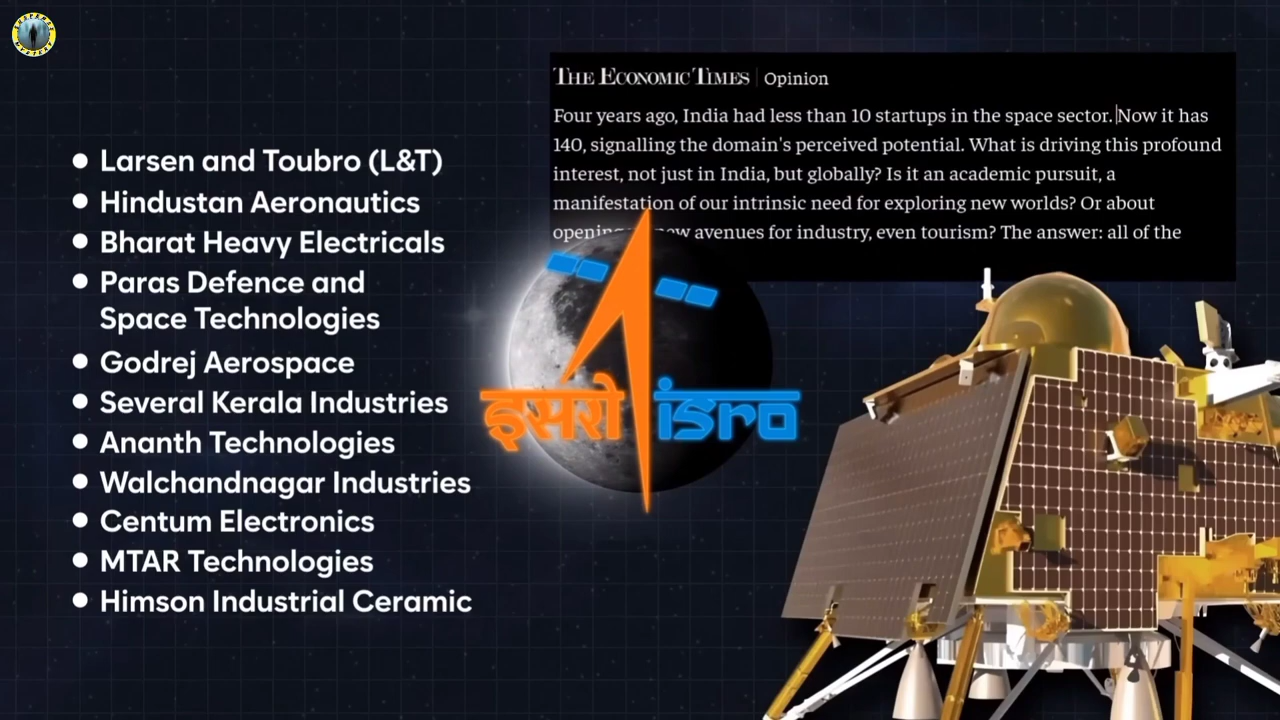 Larsen and Toubro (L&T)
Hindustan Aeronautics
Bharat Heavy Electricals
Paras Defence and
Space Technologies
Godrej Aerospace
Several Kerala Industries
Ananth Technologies
Walchandnagar Industries
Centum Electronics
MTAR Technologies
Himson Industrial Ceramic
THE ECONOMIC TIMES | Opinion
Four years ago, India had less than 10 startups in the space sector. Now it has
140, signalling the domain's perceived potential. What is driving this profound
interest, not just in India, but globally? Is it an academic pursuit, a
manifestation of our intrinsic need for exploring new worlds? Or about
avenues for industry, even tourism? The answer: all of the
इसरो isro